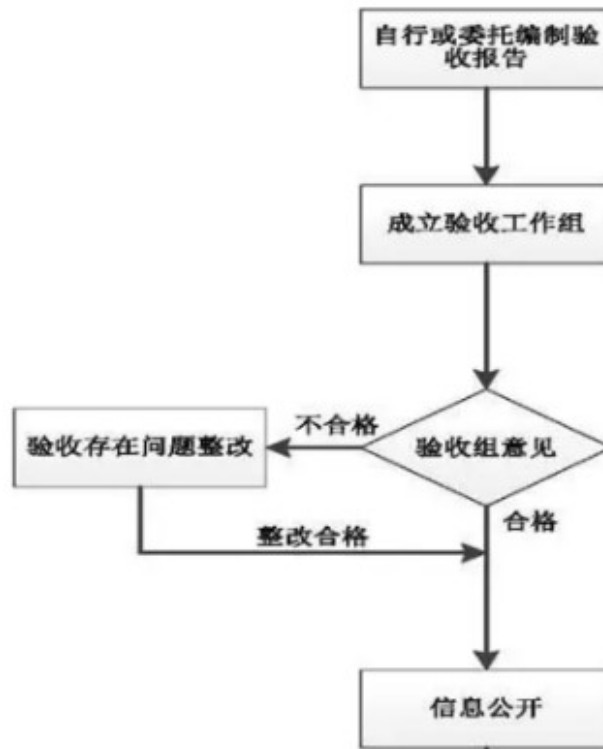 自行或委托编制验
收报告
成立验收工作组
验收组意见
不合格
验收存在问题整改
合格
整改合格
信息公开